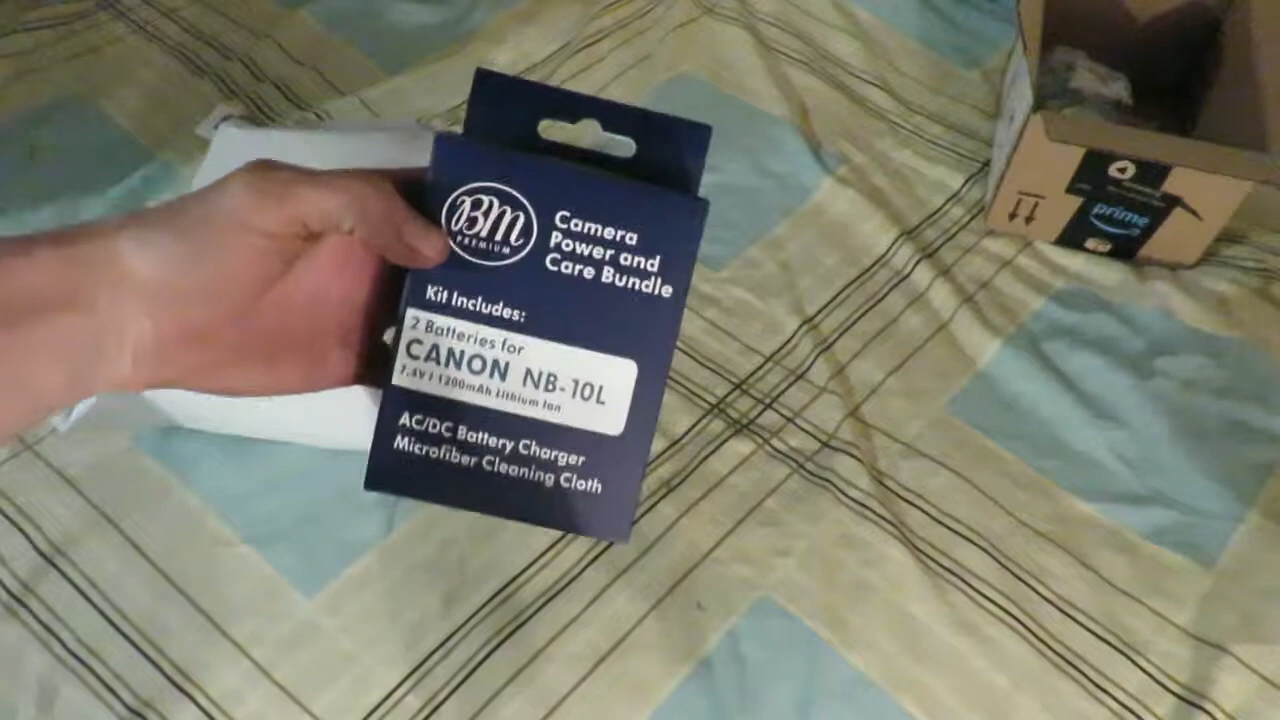 BM
PREMIUM
Camera
Power and
Care Bundle
Kit Includes:
2 Batteries for
CANON NB-10L
7.4V / 1200mAh Lithium Ion
AC/DC Battery Charger
Microfiber Cleaning Cloth
prime